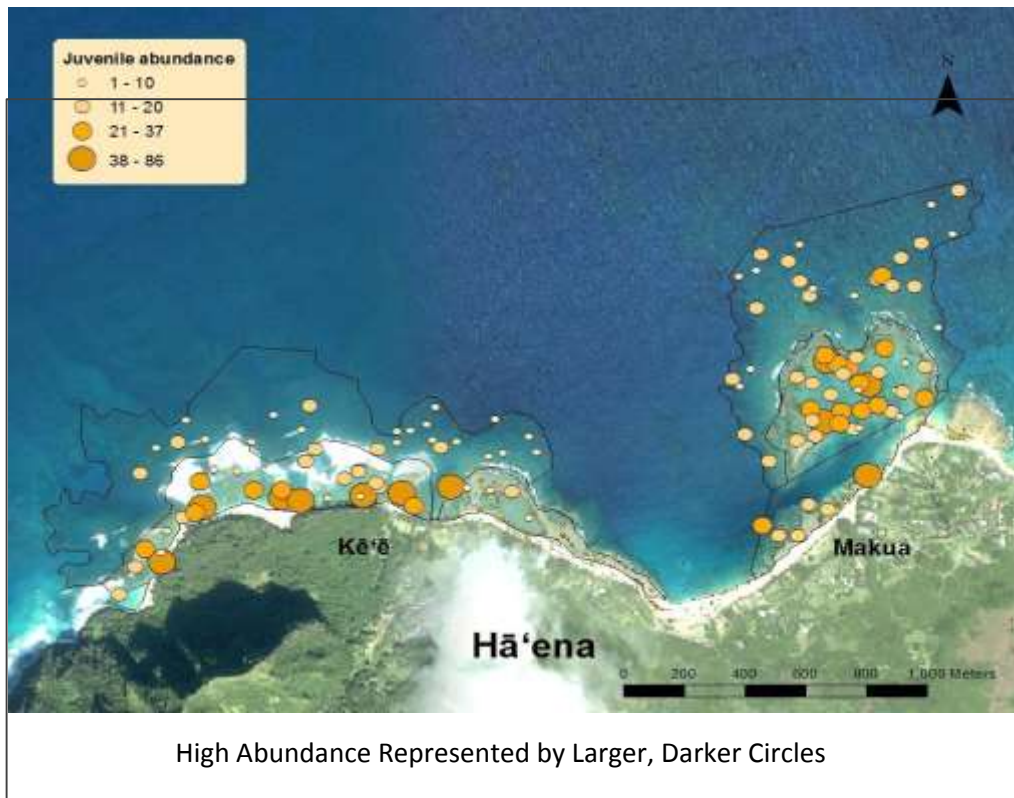 Juvenile abundance
1 - 10
11 - 20
21 - 37
38 - 86
N
Kē‘ē
Makua
Hā‘ena
0 200 400 600 800 1,000 Meters
High Abundance Represented by Larger, Darker Circles